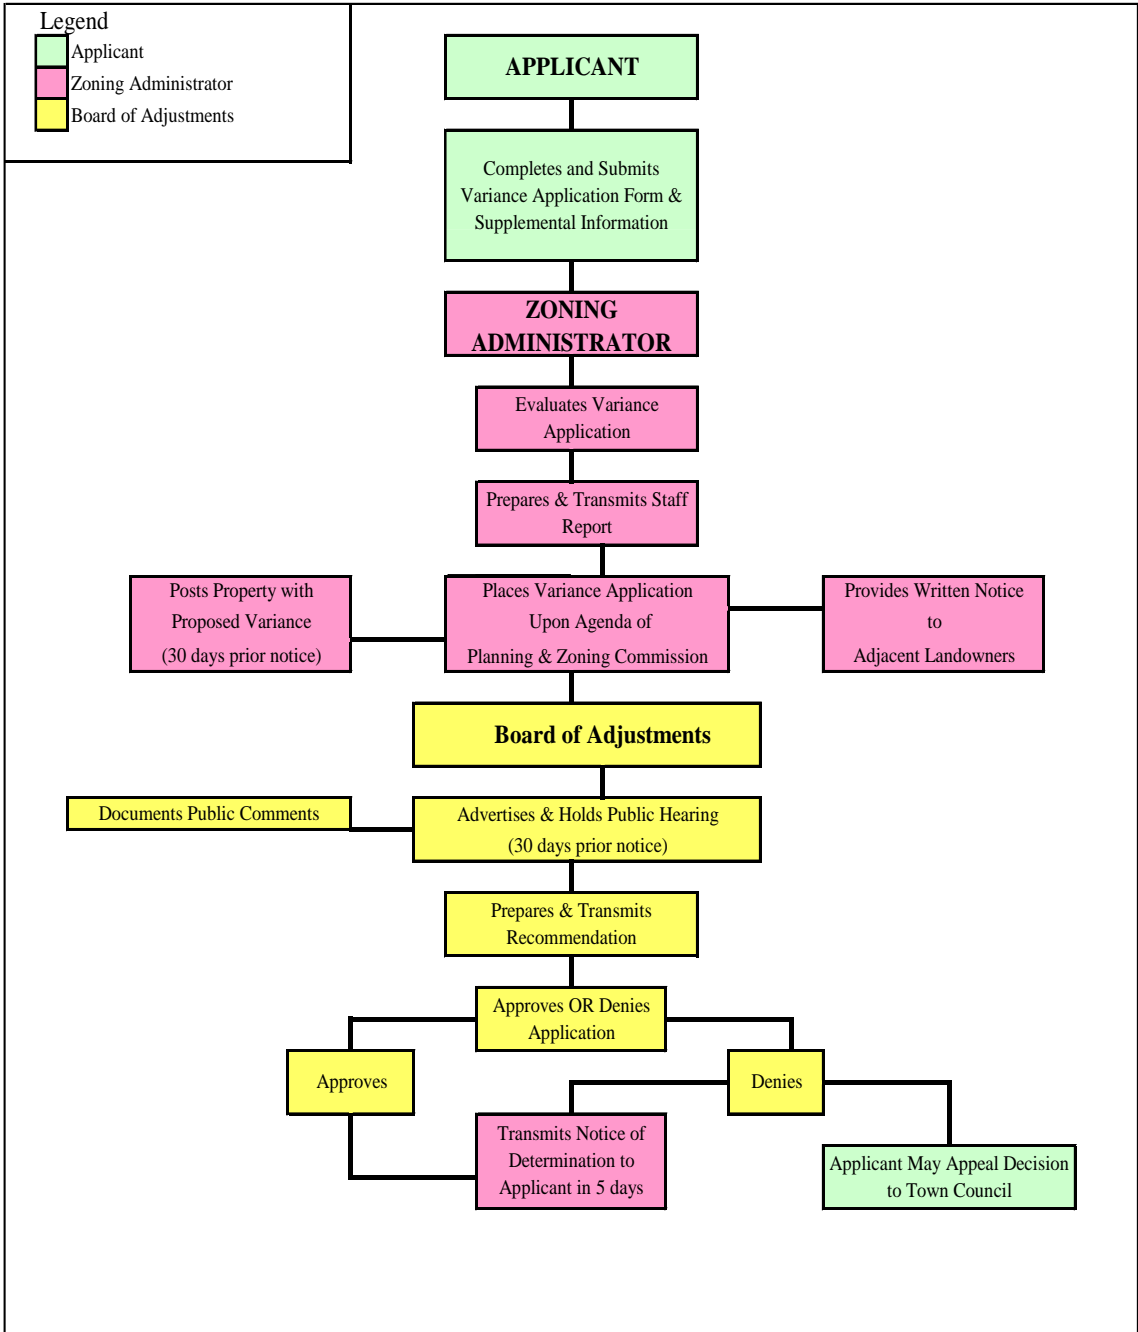 Legend
Applicant
Zoning Administrator
Board of Adjustments
APPLICANT
Completes and Submits
Variance Application Form &
Supplemental Information
ZONING
ADMINISTRATOR
Evaluates Variance
Application
Prepares & Transmits Staff
Report
Posts Property with
Proposed Variance
(30 days prior notice)
Places Variance Application
Upon Agenda of
Planning & Zoning Commission
Provides Written Notice
to
Adjacent Landowners
Board of Adjustments
Documents Public Comments
Advertises & Holds Public Hearing
(30 days prior notice)
Prepares & Transmits
Recommendation
Approves OR Denies
Application
Approves
Denies
Transmits Notice of
Determination to
Applicant in 5 days
Applicant May Appeal Decision
to Town Council